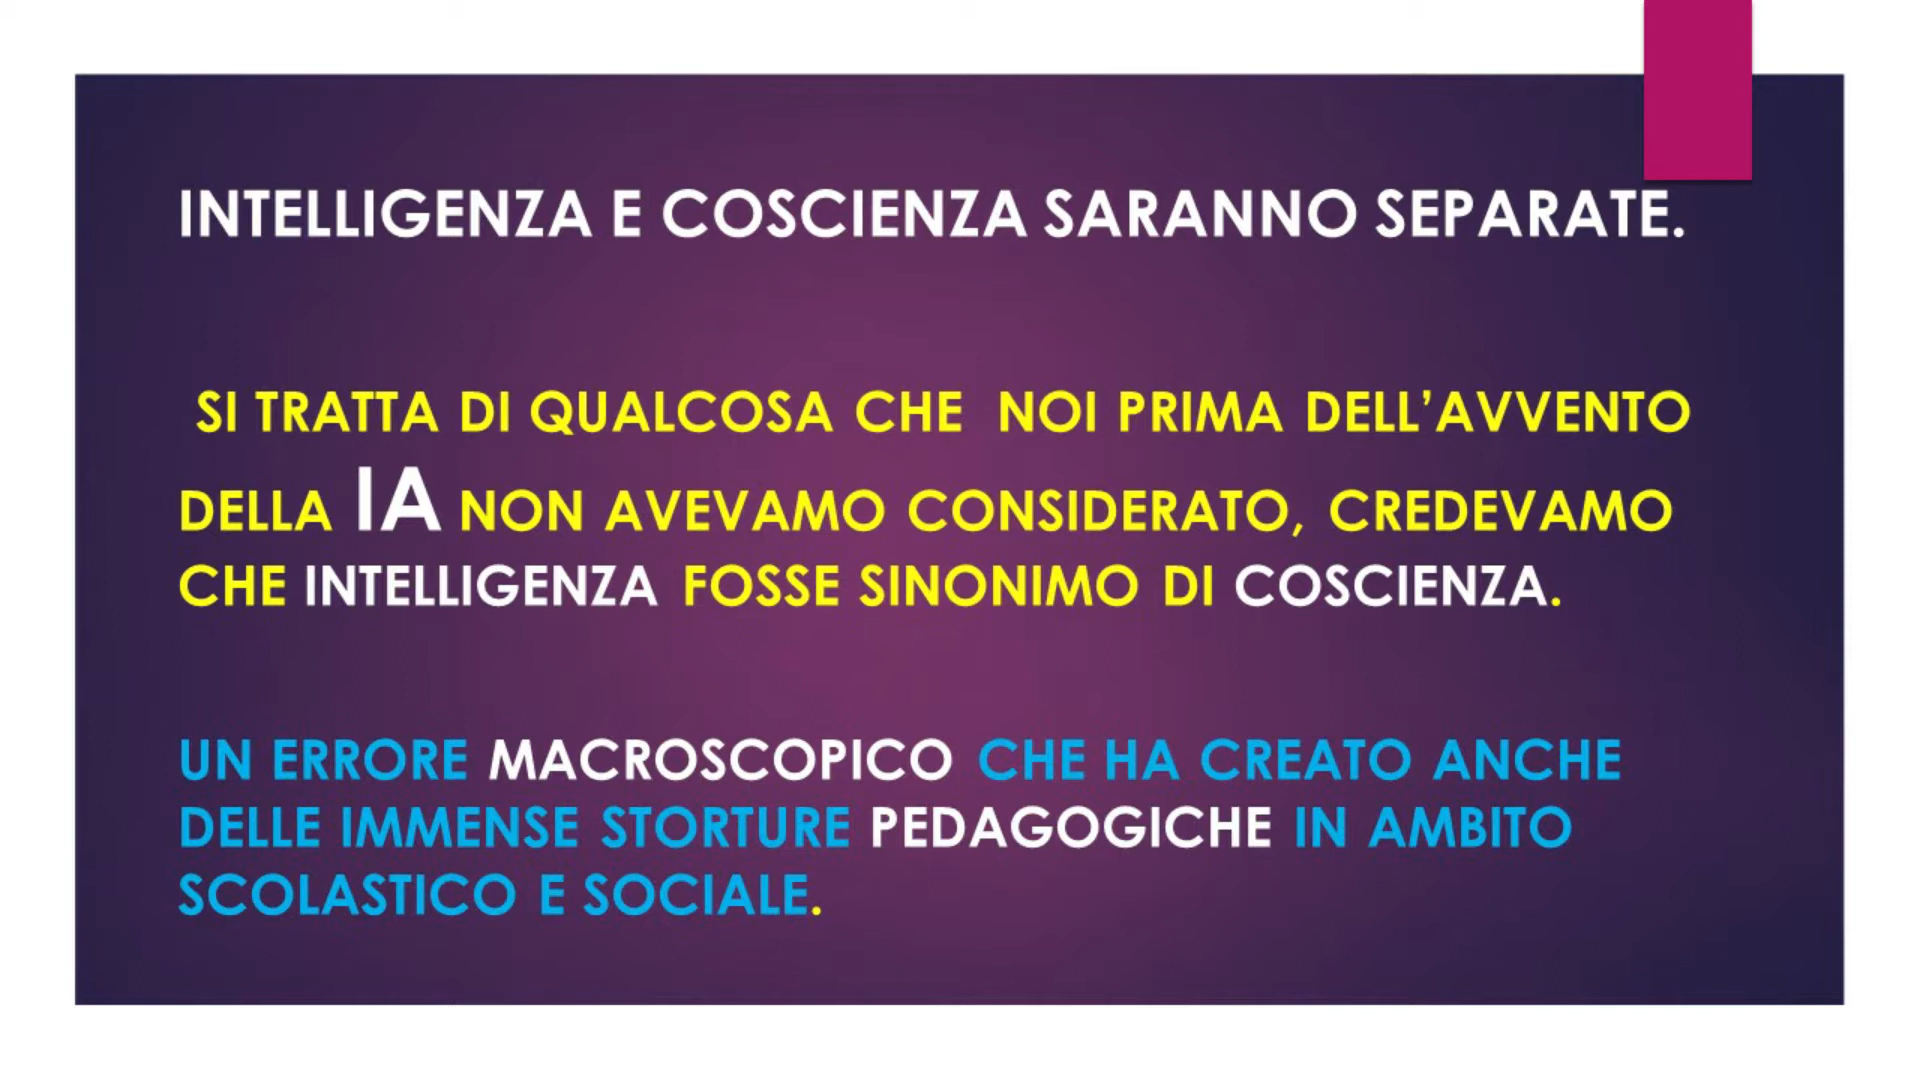 INTELLIGENZA E COSCIENZA SARANNO SEPARATE.
SI TRATTA DI QUALCOSA CHE NOI PRIMA DELL’AVVENTO
DELLA IA NON AVEVAMO CONSIDERATO, CREDEVAMO
CHE INTELLIGENZA FOSSE SINONIMO DI COSCIENZA.
UN ERRORE MACROSCOPICO CHE HA CREATO ANCHE
DELLE IMMENSE STORTURE PEDAGOGICHE IN AMBITO
SCOLASTICO E SOCIALE.